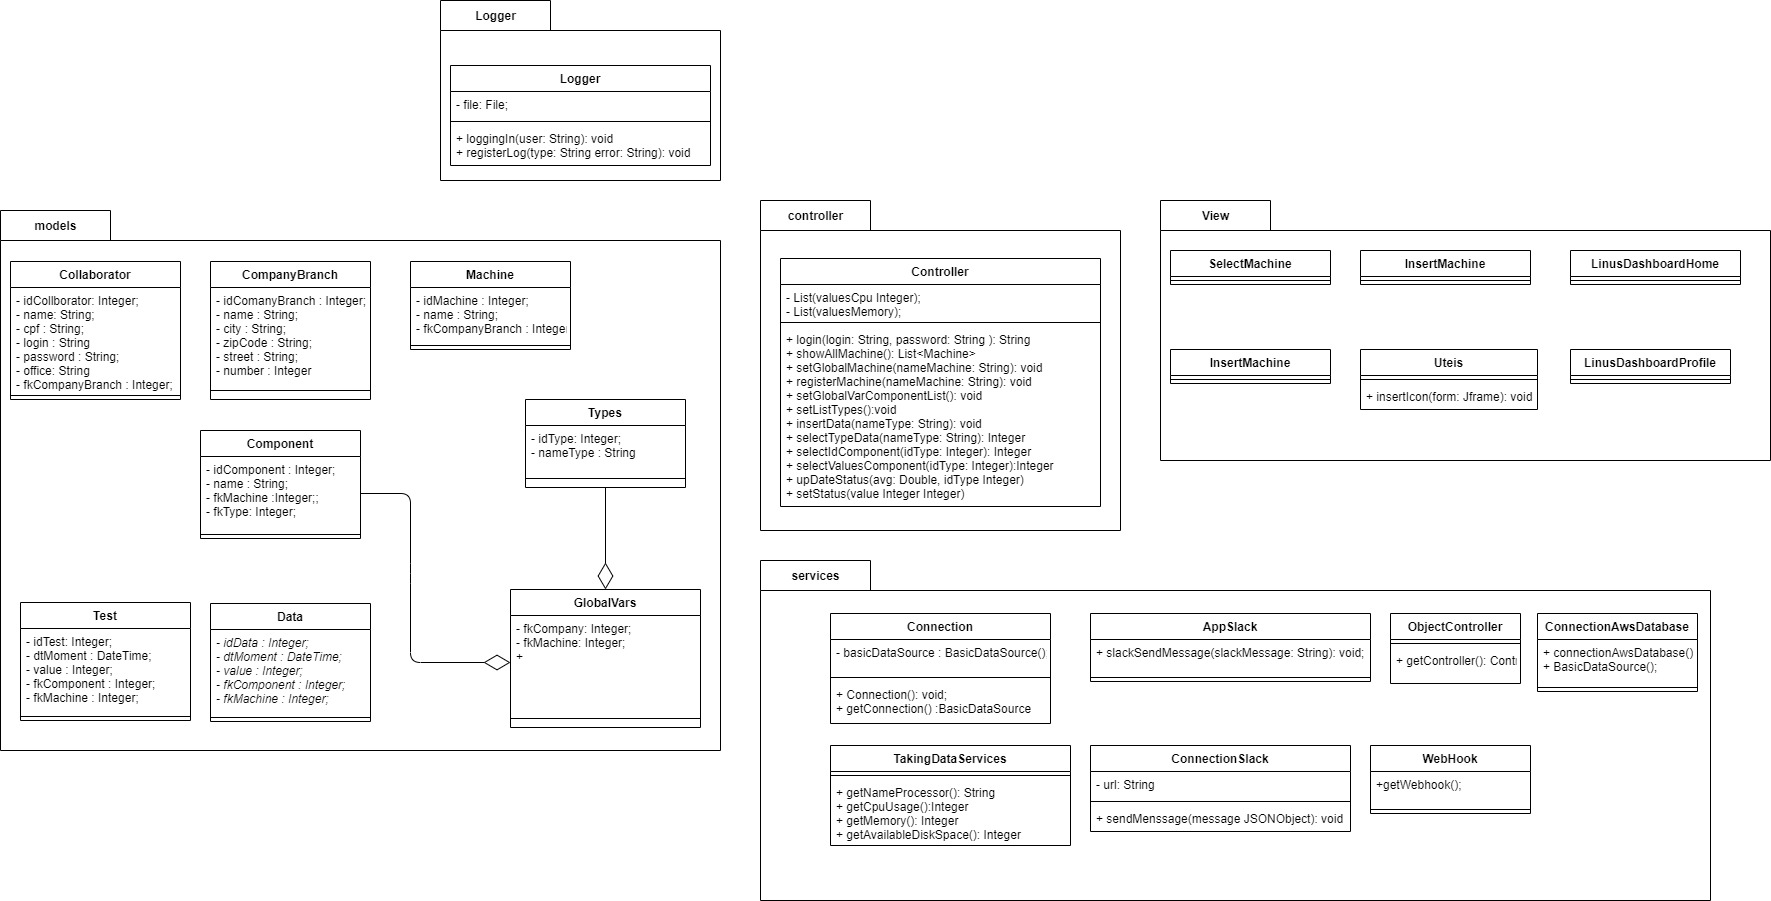 Logger
Logger
- file: File;
+ loggingIn(user: String): void
+ registerLog(type: String error: String): void
models
Collaborator
- idCollborator: Integer;
- name: String;
- cpf : String;
- login : String
- password : String;
- office: String
- fkCompanyBranch : Integer;
CompanyBranch
- idComanyBranch : Integer;
- name : String;
- city : String;
- zipCode : String;
- street : String;
- number : Integer
Machine
- idMachine : Integer;
- name : String;
- fkCompanyBranch : Intege
Types
- idType: Integer;
- nameType : String
Component
- idComponent : Integer;
- name : String;
- fkMachine :Integer;;
- fkType: Integer;
Test
- idTest: Integer;
- dtMoment : DateTime;
- value : Integer;
- fkComponent : Integer;
- fkMachine : Integer;
Data
- idData : Integer;
- dtMoment : DateTime;
- value : Integer;
- fkComponent : Integer;
- fkMachine : Integer;
GlobalVars
- fkCompany: Integer;
- fkMachine: Integer;
+
controller
Controller
- List(valuesCpu Integer);
- List(valuesMemory);
+ login(login: String, password: String ): String
+ showAllMachine(): List<Machine>
+ setGlobalMachine(nameMachine: String): void
+ registerMachine(nameMachine: String): void
+ setGlobalVarComponentList(): void
+ setListTypes():void
+ insertData(nameType: String): void
+ selectTypeData(nameType: String): Integer
+ selectIdComponent(idType: Integer): Integer
+ selectValuesComponent(idType: Integer):Integer
+ upDateStatus(avg: Double, idType Integer)
+ setStatus(value Integer Integer)
View
SelectMachine
InsertMachine
LinusDashboardHome
InsertMachine
Uteis
+ insertIcon(form: Jframe): void
LinusDashboardProfile
services
Connection
- basicDataSource : BasicDataSource()
+ Connection(): void;
+ getConnection() :BasicDataSource
AppSlack
+ slackSendMessage(slackMessage: String): void;
ObjectController
+ getController(): Cont
ConnectionAwsDatabase
+ connectionAwsDatabase()
+ BasicDataSource();
TakingDataServices
+ getNameProcessor(): String
+ getCpuUsage():Integer
+ getMemory(): Integer
+ getAvailableDiskSpace(): Integer
ConnectionSlack
- url: String
+ sendMenssage(message JSONObject): void
WebHook
+getWebhook();